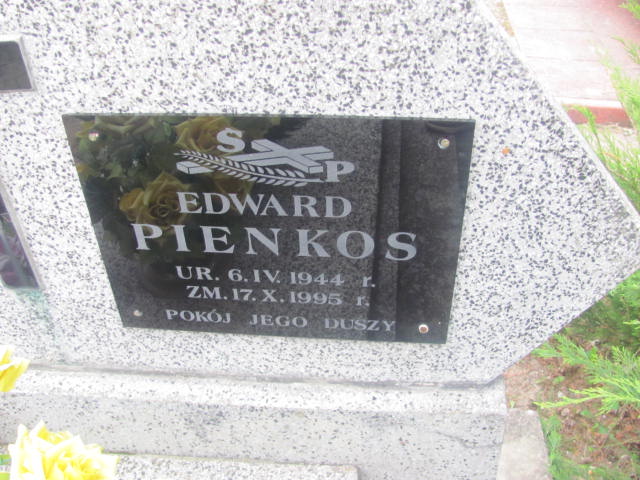 S P
EDWARD
PIENKOS
UR. 6. IV. 1944 r.
ZM. 17. X. 1995 r.
POKÓJ JEGO DUSZY